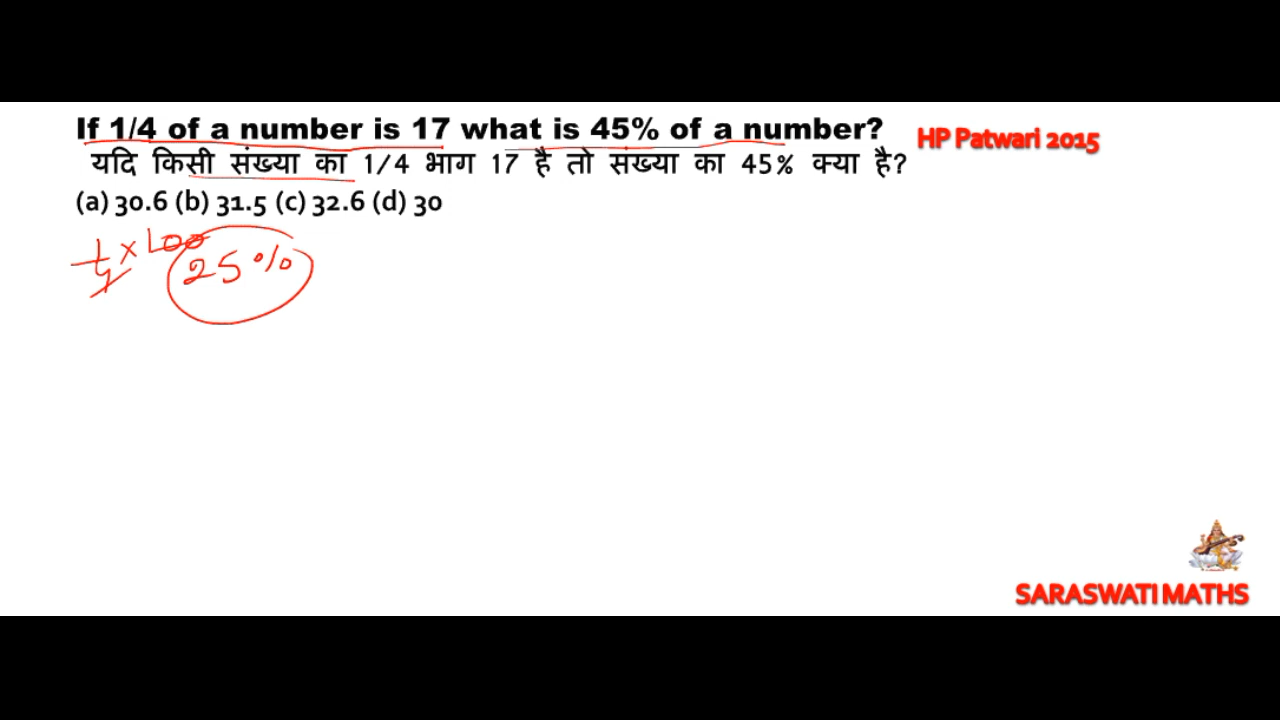 If 1/4 of a number is 17 what is 45% of a number?
HP Patwari 2015
यदि किसी संख्या का 1/4 भाग 17 है तो संख्या का 45% क्या है?
(a) 30.6 (b) 31.5 (c) 32.6 (d) 30
1/4 × 100
25%
SARASWATI MATHS